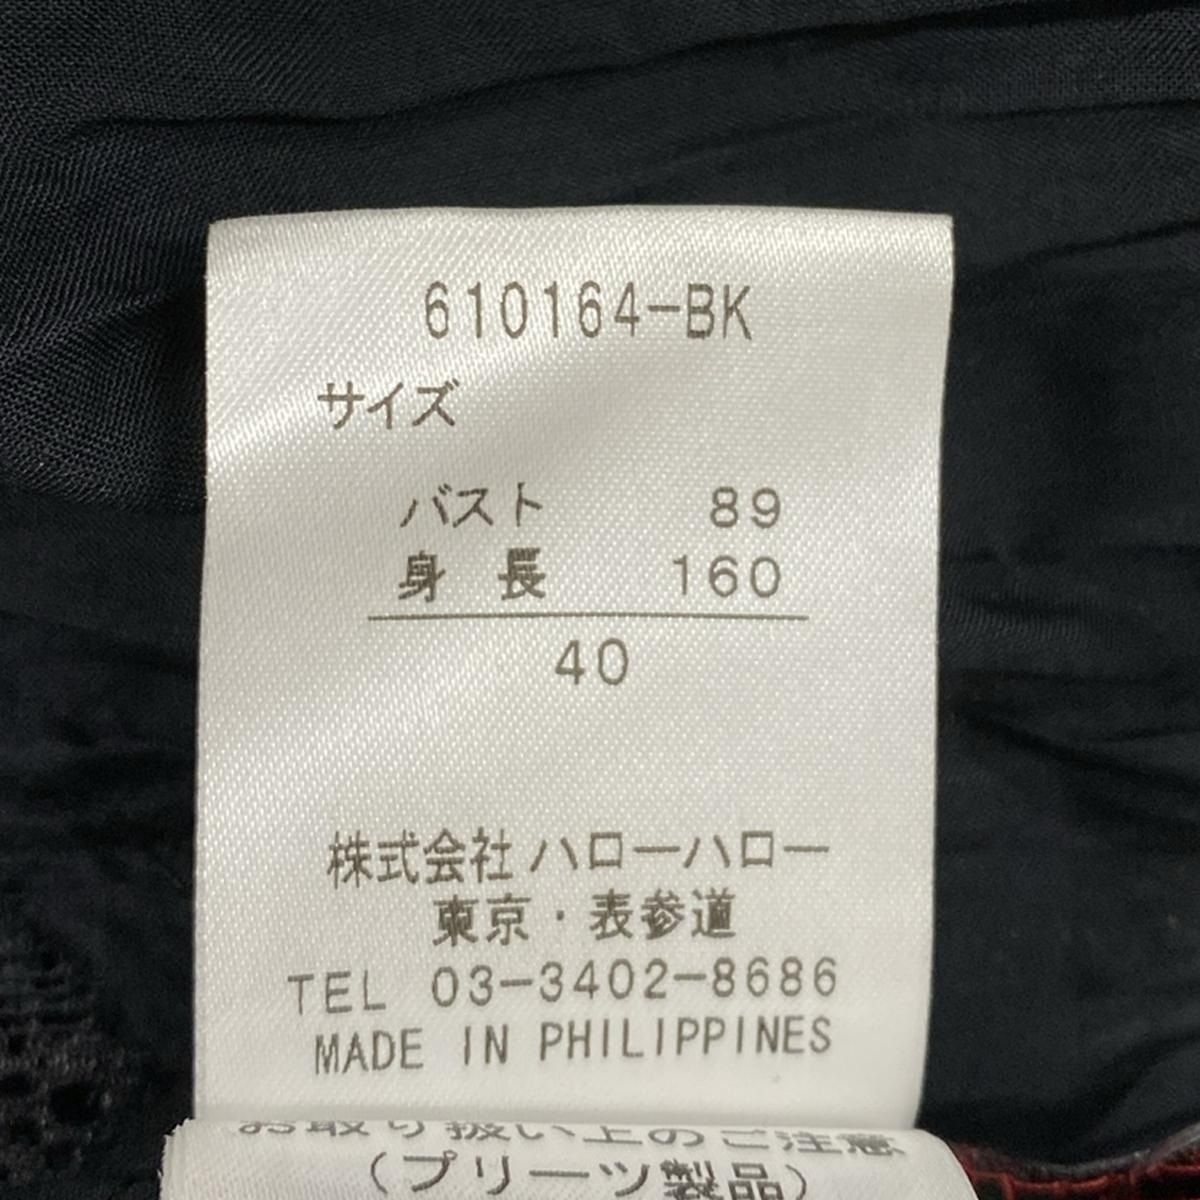 610164-BK
サイズ
バスト 89
身長 160
40
株式会社ハローハロー
東京・表参道
TEL 03-3402-8686
MADE IN PHILIPPINES
お取り扱い上のご注意
(プリーツ製品)